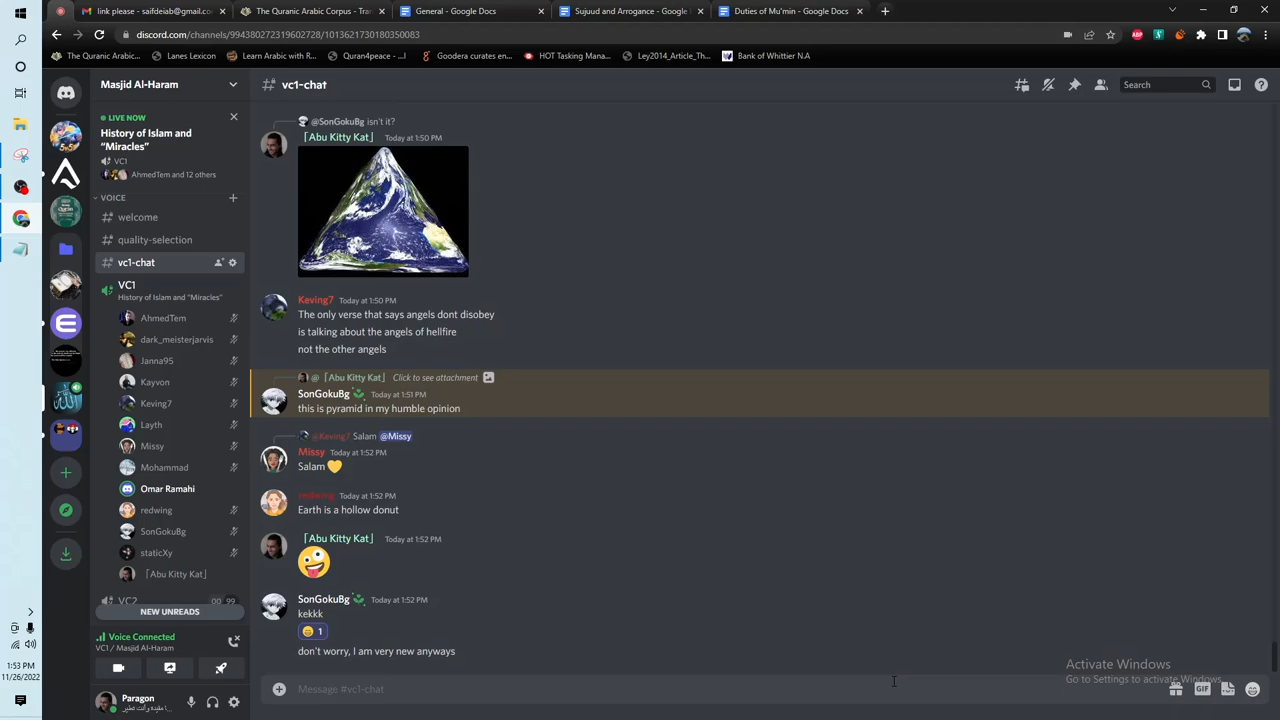 link please - saifdeiab@gmail.co
The Quranic Arabic Corpus - Tran
General - Google Docs
Sujuud and Arrogance - Google
Duties of Mu'min - Google Docs
discord.com/channels/994380272319602728/1013621730180350083
The Quranic Arabic...
Lanes Lexicon
Learn Arabic with R...
Quran4peace - ...l
Goodera curates en...
HOT Tasking Mana...
Ley2014_Article_Th...
Bank of Whittier N.A
Masjid Al-Haram
vc1-chat
Search
LIVE NOW
History of Islam and
"Miracles"
VC1
AhmedTem and 12 others
VOICE
welcome
quality-selection
vc1-chat
VC1
History of Islam and "Miracles"
AhmedTem
dark_meisterjarvis
Janna95
Kayvon
Keving7
Layth
Missy
Mohammad
Omar Ramahi
redwing
SonGokuBg
staticXy
「Abu Kitty Kat」
VC2 00 99
NEW UNREADS
Voice Connected
VC1 / Masjid Al-Haram
Paragon
@SonGokuBg isn't it?
「Abu Kitty Kat」 Today at 1:50 PM
Keving7 Today at 1:50 PM
The only verse that says angels dont disobey
is talking about the angels of hellfire
not the other angels
@「Abu Kitty Kat」 Click to see attachment
SonGokuBg Today at 1:51 PM
this is pyramid in my humble opinion
@Keving7 Salam @Missy
Missy Today at 1:52 PM
Salam 💛
redwing Today at 1:52 PM
Earth is a hollow donut
「Abu Kitty Kat」 Today at 1:52 PM
🤪
SonGokuBg Today at 1:52 PM
kekkk
1
don't worry, I am very new anyways
Message #vc1-chat
GIF
Activate Windows
Go to Settings to activate Windows.
1:53 PM
11/26/2022